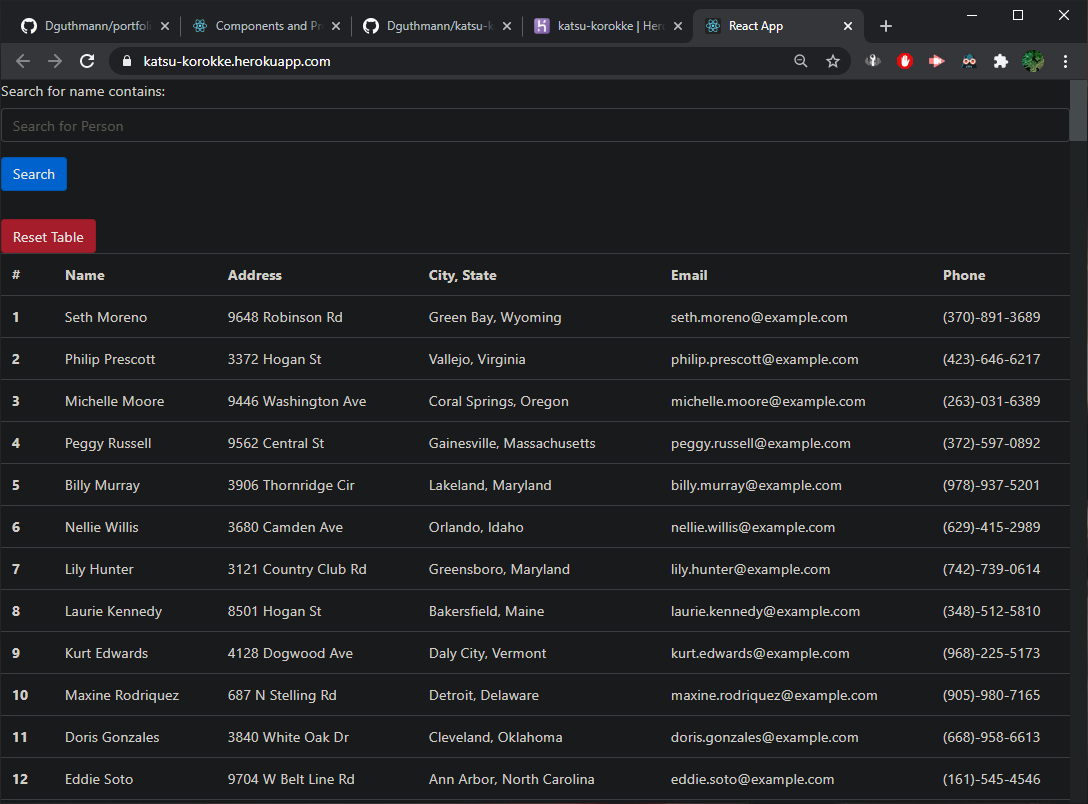 Dguthmann/portfoli Components and Pr Dguthmann/katsu-k katsu-korokke | Her React App
katsu-korokke.herokuapp.com
Search for name contains:
Search for Person
Search
Reset Table
# Name Address City, State Email Phone
1 Seth Moreno 9648 Robinson Rd Green Bay, Wyoming seth.moreno@example.com (370)-891-3689
2 Philip Prescott 3372 Hogan St Vallejo, Virginia philip.prescott@example.com (423)-646-6217
3 Michelle Moore 9446 Washington Ave Coral Springs, Oregon michelle.moore@example.com (263)-031-6389
4 Peggy Russell 9562 Central St Gainesville, Massachusetts peggy.russell@example.com (372)-597-0892
5 Billy Murray 3906 Thornridge Cir Lakeland, Maryland billy.murray@example.com (978)-937-5201
6 Nellie Willis 3680 Camden Ave Orlando, Idaho nellie.willis@example.com (629)-415-2989
7 Lily Hunter 3121 Country Club Rd Greensboro, Maryland lily.hunter@example.com (742)-739-0614
8 Laurie Kennedy 8501 Hogan St Bakersfield, Maine laurie.kennedy@example.com (348)-512-5810
9 Kurt Edwards 4128 Dogwood Ave Daly City, Vermont kurt.edwards@example.com (968)-225-5173
10 Maxine Rodriquez 687 N Stelling Rd Detroit, Delaware maxine.rodriquez@example.com (905)-980-7165
11 Doris Gonzales 3840 White Oak Dr Cleveland, Oklahoma doris.gonzales@example.com (668)-958-6613
12 Eddie Soto 9704 W Belt Line Rd Ann Arbor, North Carolina eddie.soto@example.com (161)-545-4546